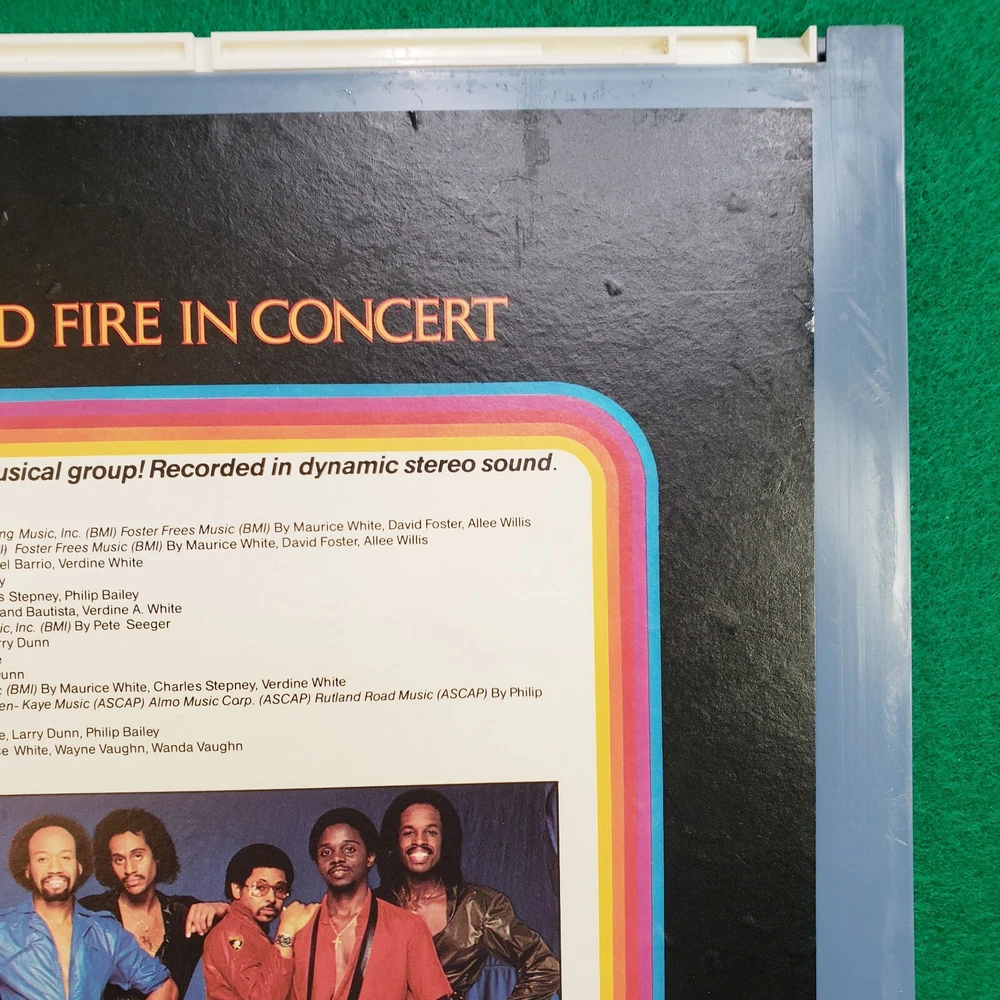 D FIRE IN CONCERT
usical group! Recorded in dynamic stereo sound.
ng Music, Inc. (BMI) Foster Frees Music (BMI) By Maurice White, David Foster, Allee Willis
I) Foster Frees Music (BMI) By Maurice White, David Foster, Allee Willis
el Barrio, Verdine White
y
s Stepney, Philip Bailey
and Bautista, Verdine A. White
ic, Inc. (BMI) By Pete Seeger
rry Dunn
e
Dunn
c (BMI) By Maurice White, Charles Stepney, Verdine White
en- Kaye Music (ASCAP) Almo Music Corp. (ASCAP) Rutland Road Music (ASCAP) By Philip
e, Larry Dunn, Philip Bailey
ce White, Wayne Vaughn, Wanda Vaughn